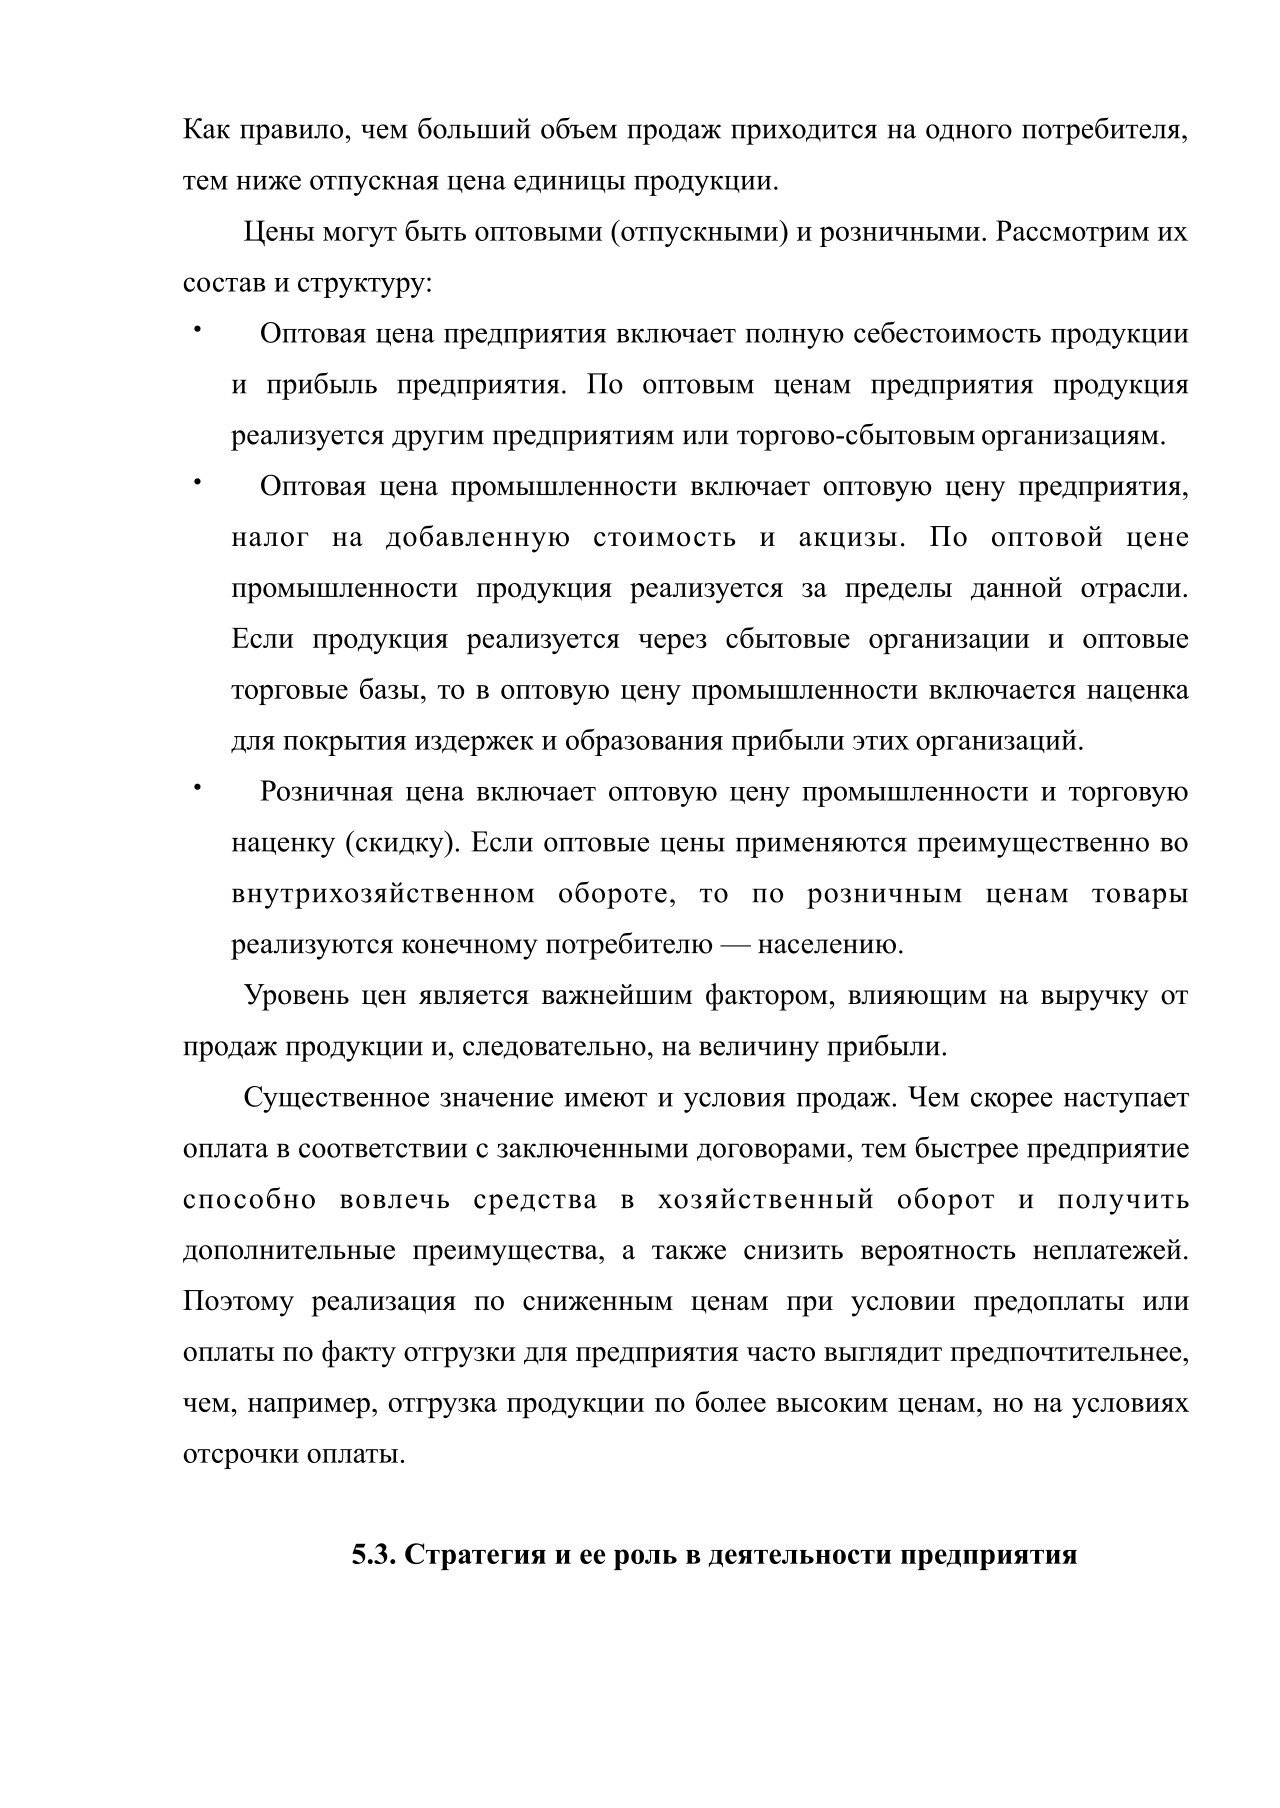 Как правило, чем больший объем продаж приходится на одного потребителя,
тем ниже отпускная цена единицы продукции.
Цены могут быть оптовыми (отпускными) и розничными. Рассмотрим их
состав и структуру:
• Оптовая цена предприятия включает полную себестоимость продукции
и прибыль предприятия. По оптовым ценам предприятия продукция
реализуется другим предприятиям или торгово-сбытовым организациям.
• Оптовая цена промышленности включает оптовую цену предприятия,
налог на добавленную стоимость и акцизы. По оптовой цене
промышленности продукция реализуется за пределы данной отрасли.
Если продукция реализуется через сбытовые организации и оптовые
торговые базы, то в оптовую цену промышленности включается наценка
для покрытия издержек и образования прибыли этих организаций.
• Розничная цена включает оптовую цену промышленности и торговую
наценку (скидку). Если оптовые цены применяются преимущественно во
внутрихозяйственном обороте, то по розничным ценам товары
реализуются конечному потребителю — населению.
Уровень цен является важнейшим фактором, влияющим на выручку от
продаж продукции и, следовательно, на величину прибыли.
Существенное значение имеют и условия продаж. Чем скорее наступает
оплата в соответствии с заключенными договорами, тем быстрее предприятие
способно вовлечь средства в хозяйственный оборот и получить
дополнительные преимущества, а также снизить вероятность неплатежей.
Поэтому реализация по сниженным ценам при условии предоплаты или
оплаты по факту отгрузки для предприятия часто выглядит предпочтительнее,
чем, например, отгрузка продукции по более высоким ценам, но на условиях
отсрочки оплаты.
5.3. Стратегия и ее роль в деятельности предприятия